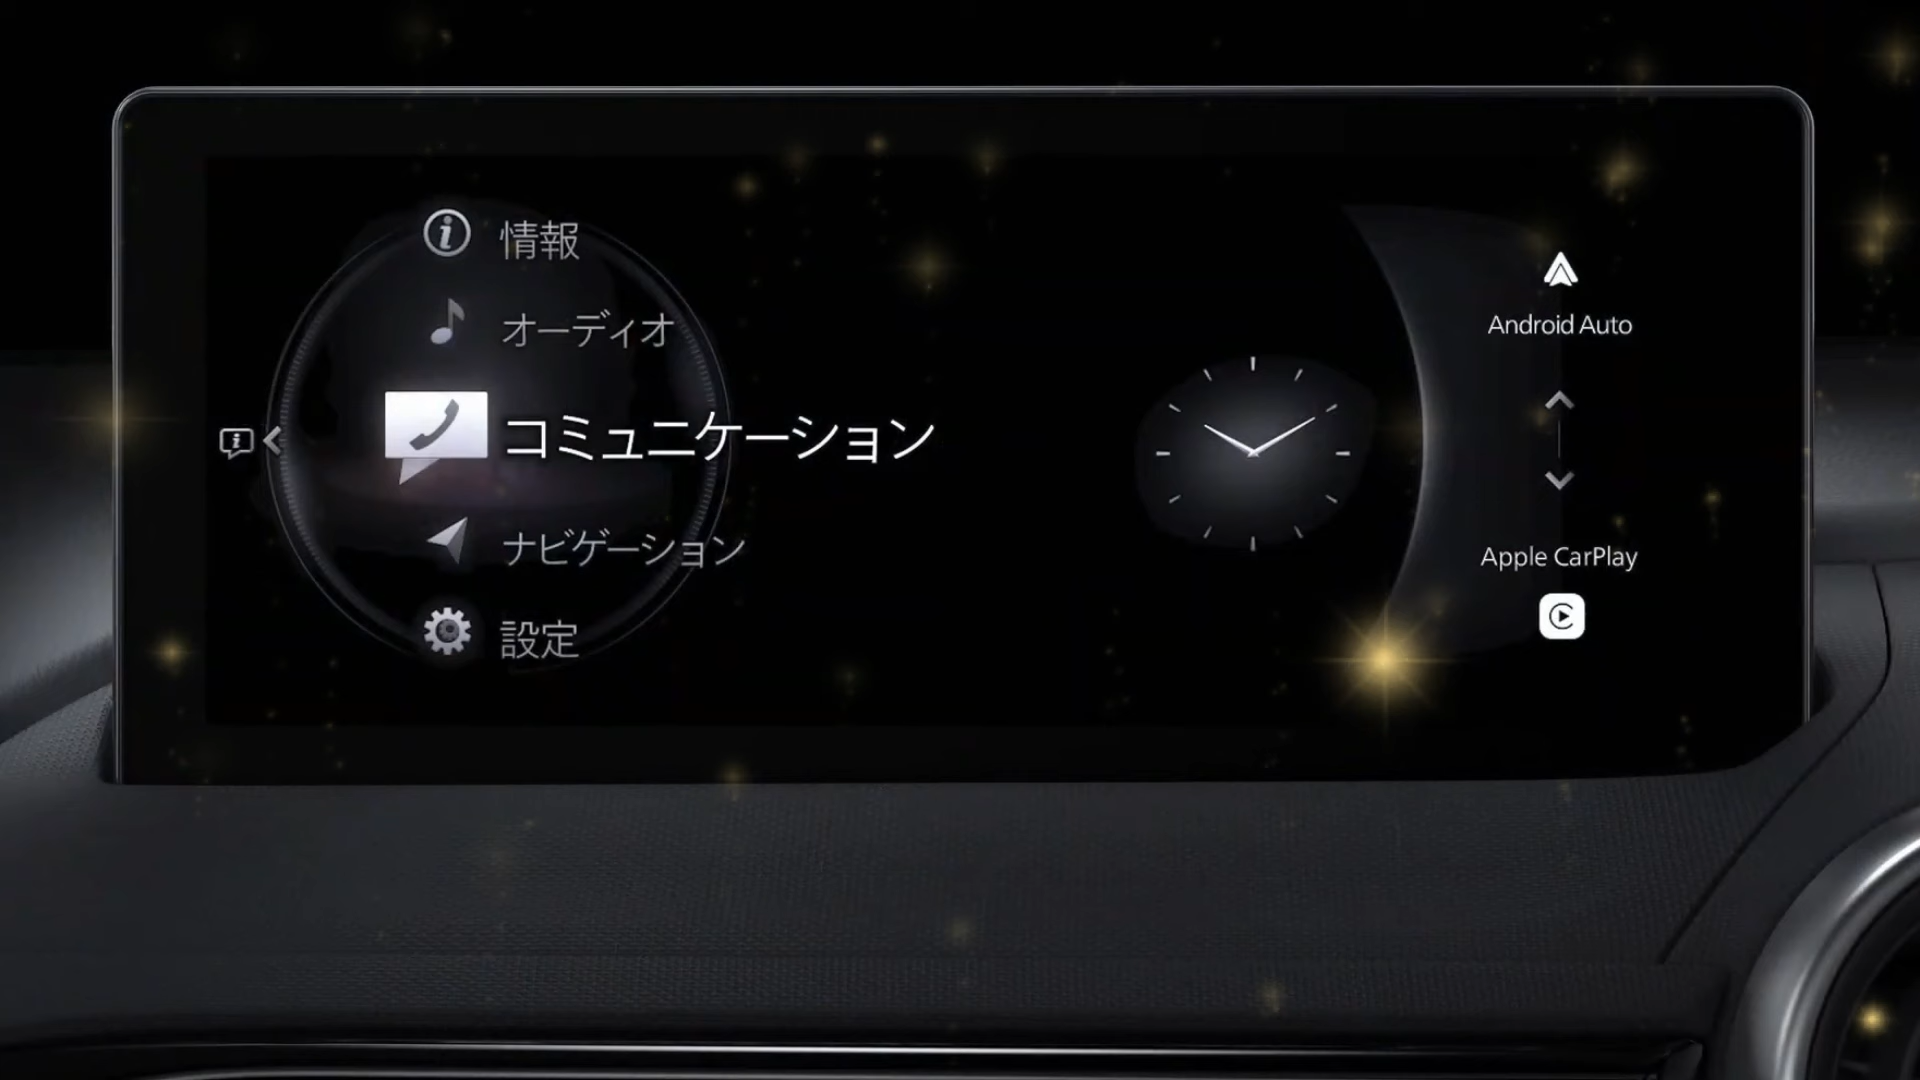 情報
オーディオ
コミュニケーション
ナビゲーション
設定
Android Auto
Apple CarPlay